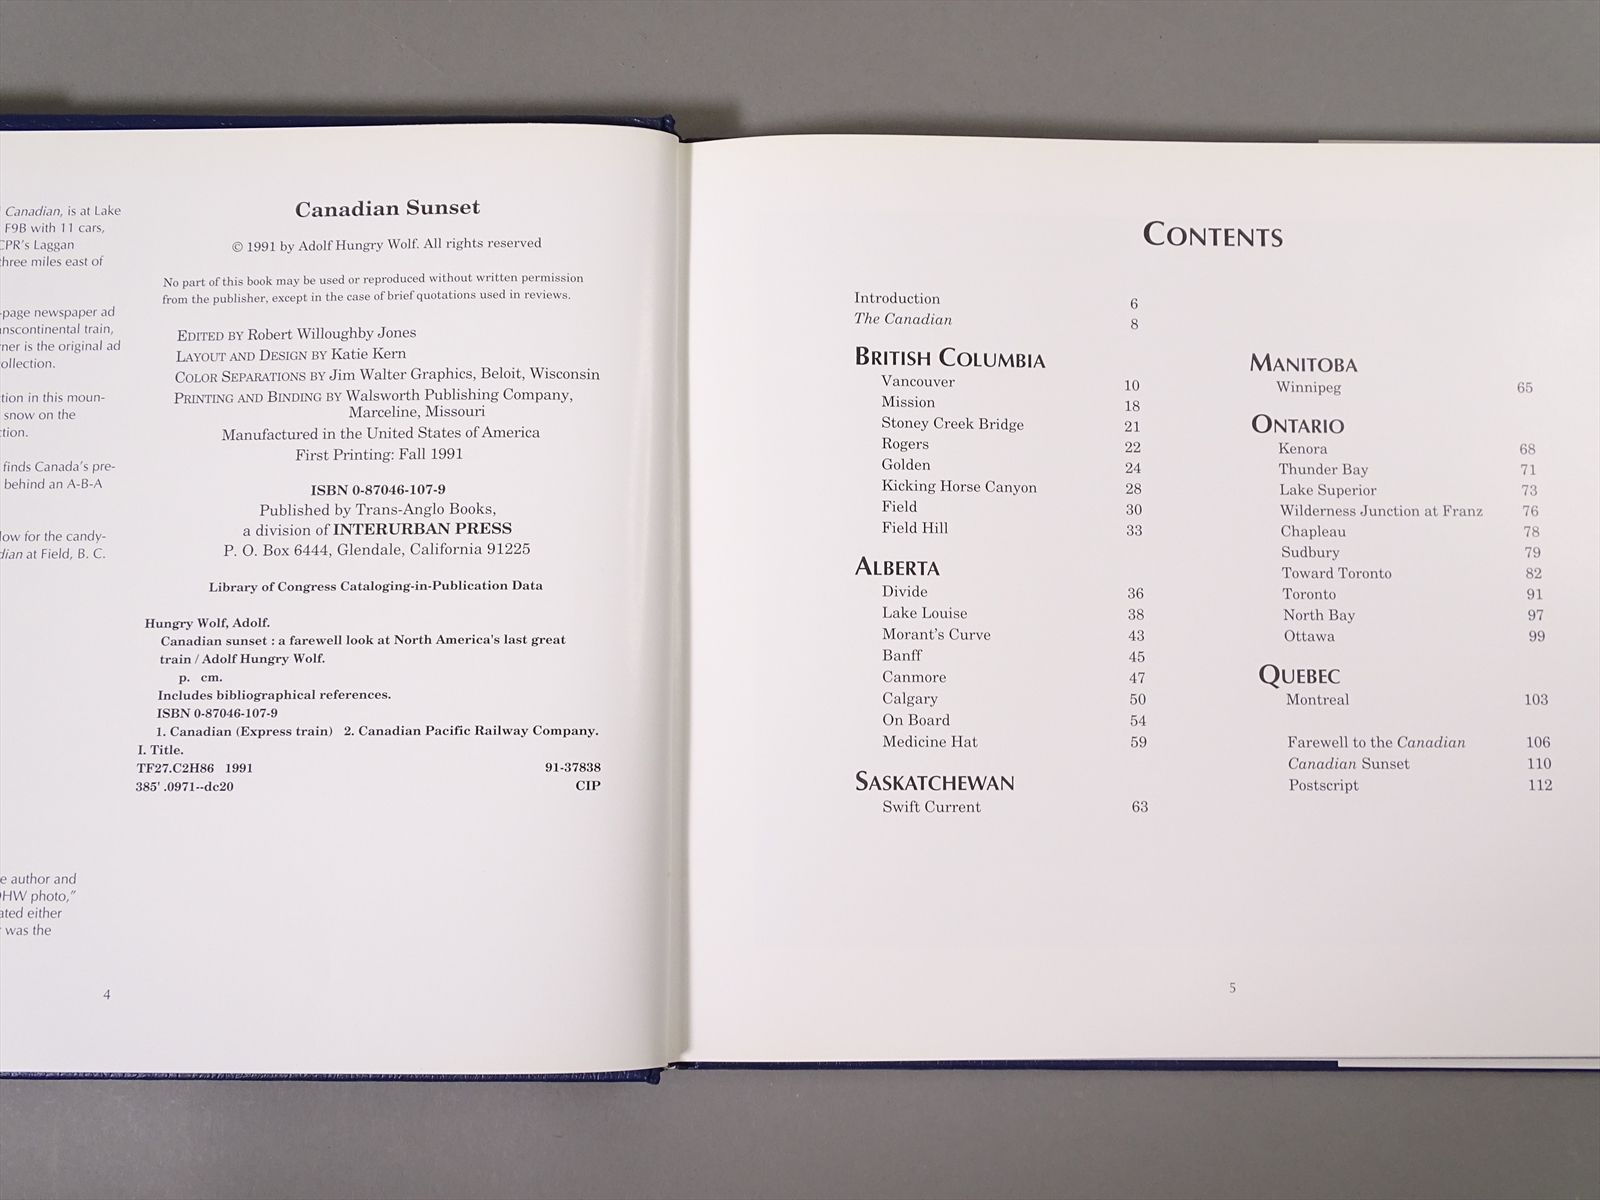 Canadian, is at Lake
F9B with 11 cars,
CPR's Laggan
three miles east of
-page newspaper ad
transcontinental train,
ner is the original ad
collection.
tion in this moun-
snow on the
tion.
finds Canada's pre-
behind an A-B-A
low for the candy-
dian at Field, B. C.
e author and
OHW photo,"
ated either
was the
4
Canadian Sunset
© 1991 by Adolf Hungry Wolf. All rights reserved
No part of this book may be used or reproduced without written permission
from the publisher, except in the case of brief quotations used in reviews.
EDITED BY Robert Willoughby Jones
LAYOUT AND DESIGN BY Katie Kern
COLOR SEPARATIONS BY Jim Walter Graphics, Beloit, Wisconsin
PRINTING AND BINDING BY Walsworth Publishing Company,
Marceline, Missouri
Manufactured in the United States of America
First Printing: Fall 1991
ISBN 0-87046-107-9
Published by Trans-Anglo Books,
a division of INTERURBAN PRESS
P. O. Box 6444, Glendale, California 91225
Library of Congress Cataloging-in-Publication Data
Hungry Wolf, Adolf.
Canadian sunset : a farewell look at North America's last great
train / Adolf Hungry Wolf.
p. cm.
Includes bibliographical references.
ISBN 0-87046-107-9
1. Canadian (Express train) 2. Canadian Pacific Railway Company.
I. Title.
TF27.C2H86 1991 91-37838
385' .0971--dc20 CIP
CONTENTS
Introduction 6
The Canadian 8
BRITISH COLUMBIA
Vancouver 10
Mission 18
Stoney Creek Bridge 21
Rogers 22
Golden 24
Kicking Horse Canyon 28
Field 30
Field Hill 33
ALBERTA
Divide 36
Lake Louise 38
Morant's Curve 43
Banff 45
Canmore 47
Calgary 50
On Board 54
Medicine Hat 59
SASKATCHEWAN
Swift Current 63
MANITOBA
Winnipeg 65
ONTARIO
Kenora 68
Thunder Bay 71
Lake Superior 73
Wilderness Junction at Franz 76
Chapleau 78
Sudbury 79
Toward Toronto 82
Toronto 91
North Bay 97
Ottawa 99
QUEBEC
Montreal 103
Farewell to the Canadian 106
Canadian Sunset 110
Postscript 112
5